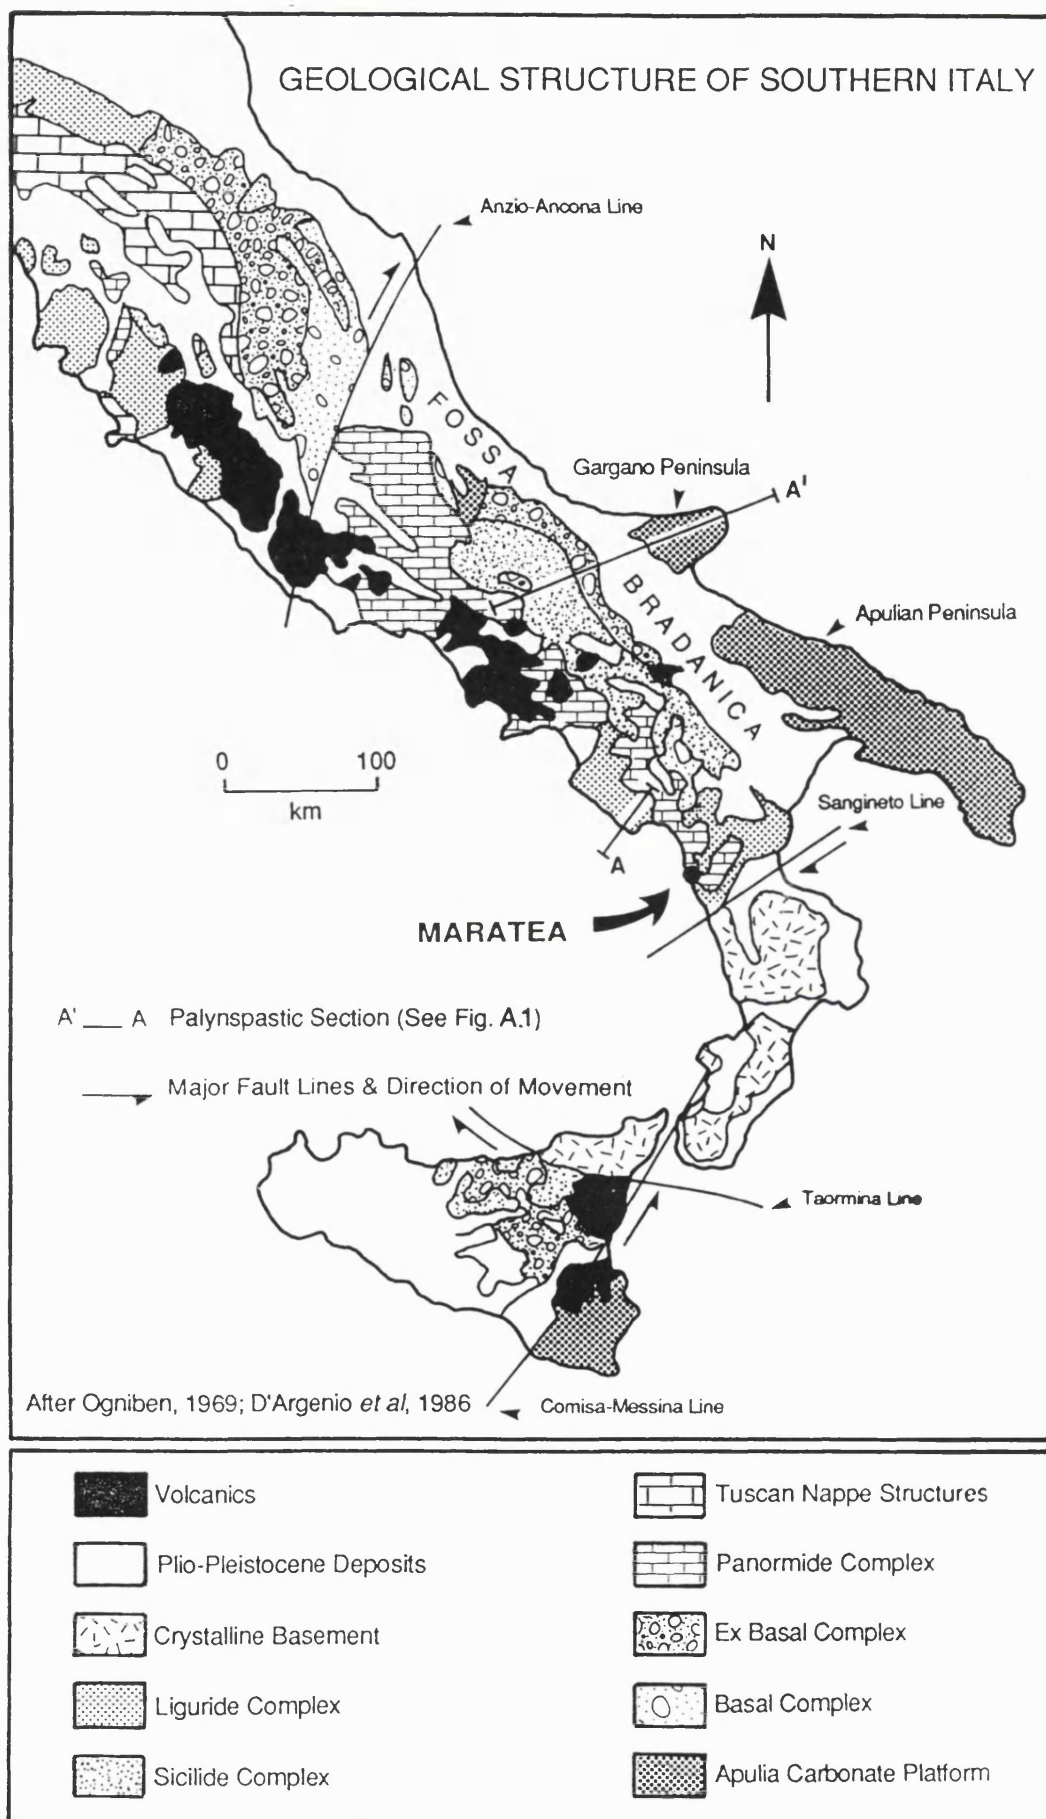 GEOLOGICAL STRUCTURE OF SOUTHERN ITALY
Anzio-Ancona Line
N
FOSSA
Gargano Peninsula
A'
BRADANICA
Apulian Peninsula
0 100
km
Sangineto Line
A
MARATEA
A' — A Palynspastic Section (See Fig. A.1)
Major Fault Lines & Direction of Movement
Taormina Line
After Ogniben, 1969; D'Argenio et al, 1986
Comisa-Messina Line
Volcanics
Plio-Pleistocene Deposits
Crystalline Basement
Liguride Complex
Sicilide Complex
Tuscan Nappe Structures
Panormide Complex
Ex Basal Complex
Basal Complex
Apulia Carbonate Platform